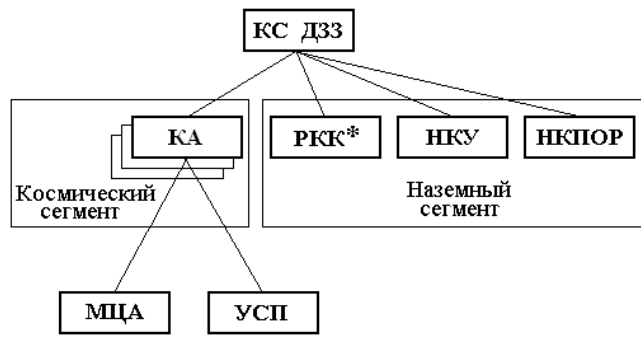 КС ДЗЗ
КА
РКК*
НКУ
НКПОР
Космический
сегмент
Наземный
сегмент
МЦА
УСП